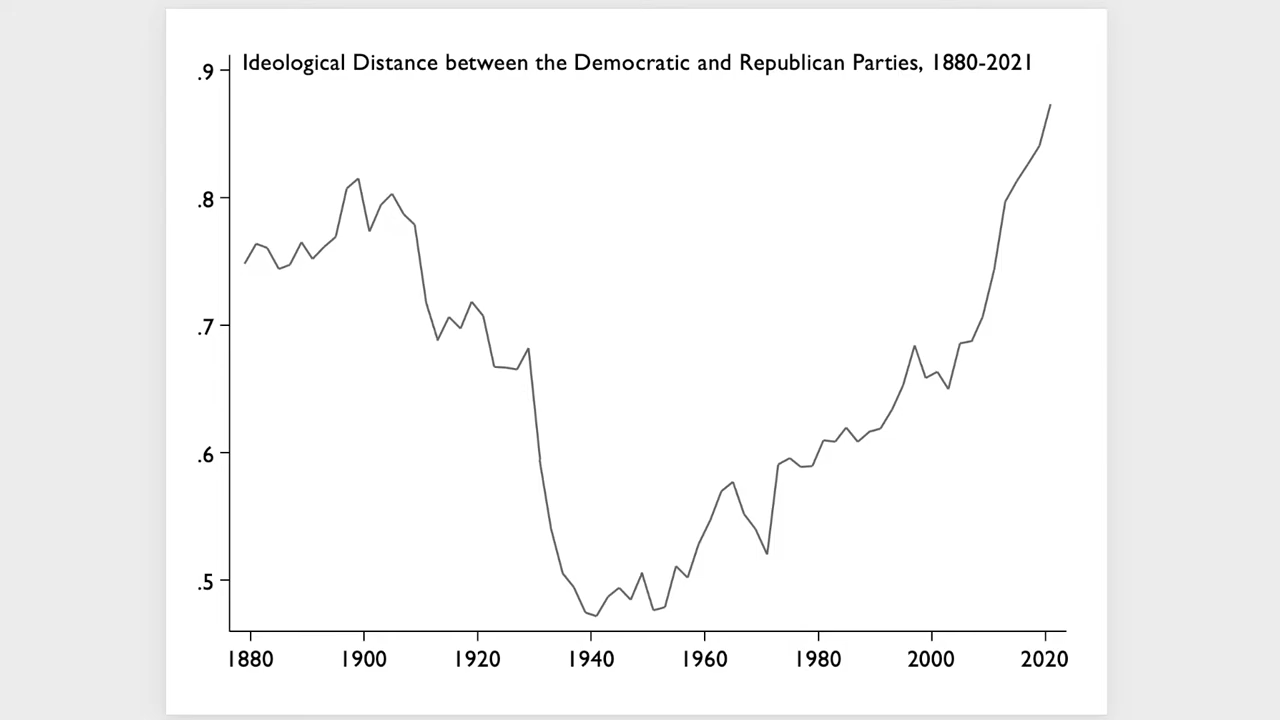 Ideological Distance between the Democratic and Republican Parties, 1880-2021
.9
.8
.7
.6
.5
1880 1900 1920 1940 1960 1980 2000 2020